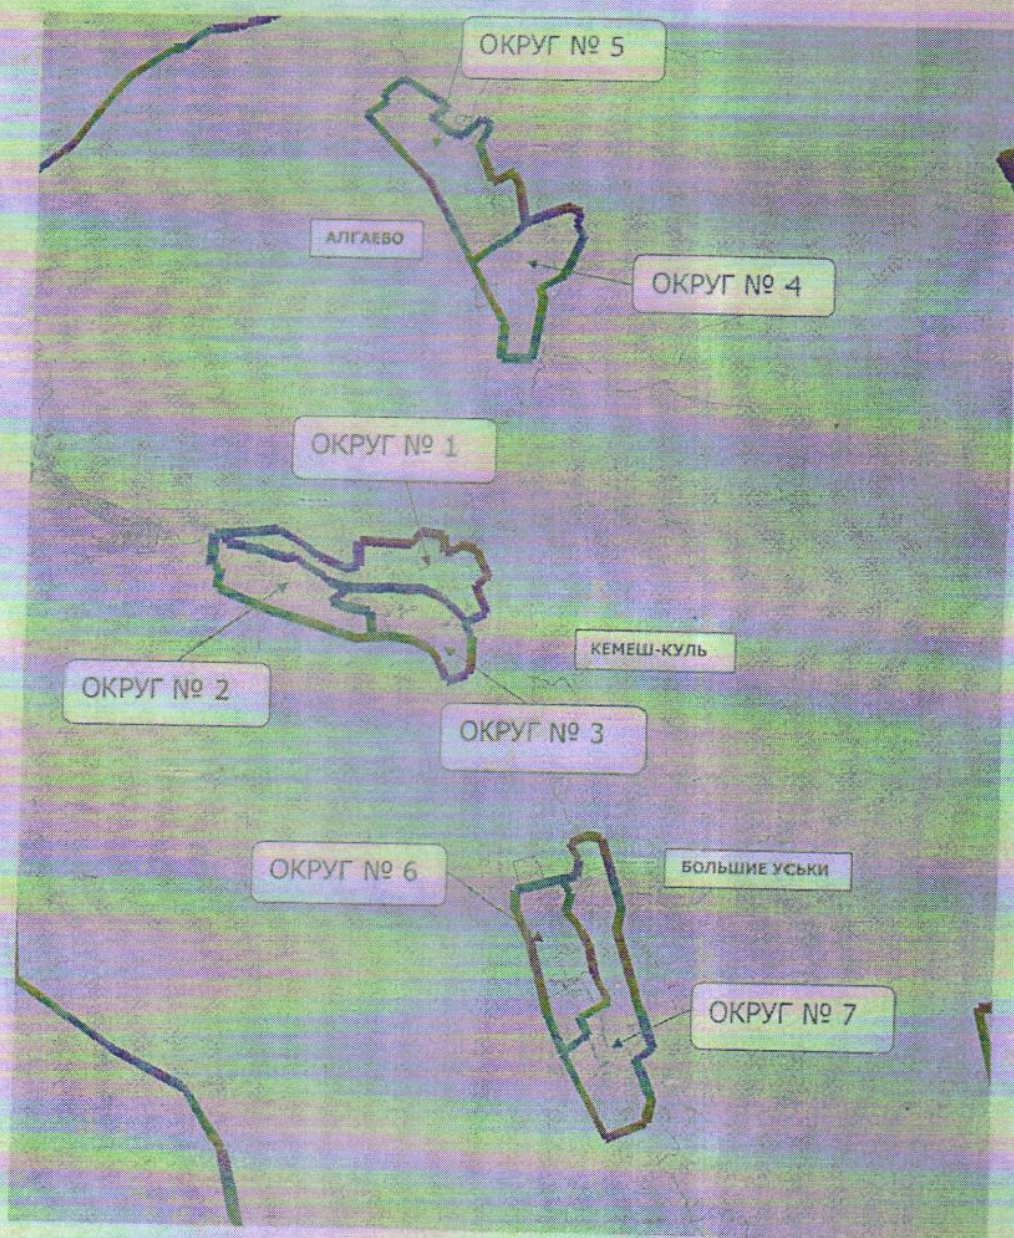 ОКРУГ № 5
АЛГАЕВО
ОКРУГ № 4
ОКРУГ № 1
КЕМЕШ-КУЛЬ
ОКРУГ № 2
ОКРУГ № 3
ОКРУГ № 6
БОЛЬШИЕ УСЬКИ
ОКРУГ № 7